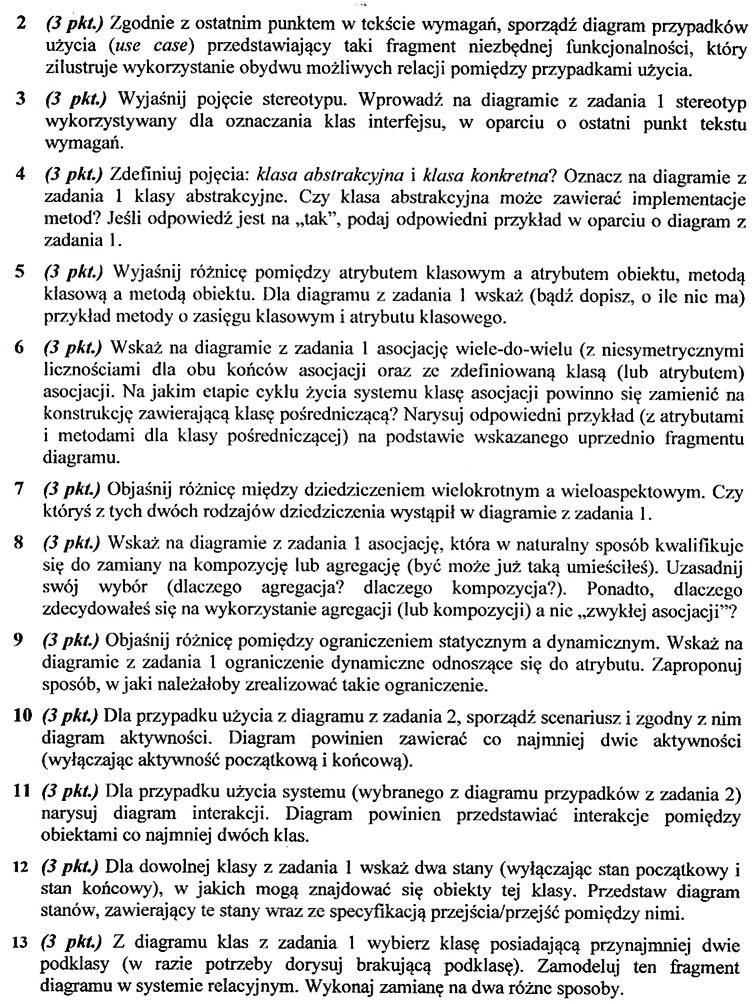 2 (3 pkt.) Zgodnie z ostatnim punktem w tekście wymagań, sporządź diagram przypadków
użycia (use case) przedstawiający taki fragment niezbędnej funkcjonalności, który
zilustruje wykorzystanie obydwu możliwych relacji pomiędzy przypadkami użycia.
3 (3 pkt.) Wyjaśnij pojęcie stereotypu. Wprowadź na diagramie z zadania 1 stereotyp
wykorzystywany dla oznaczania klas interfejsu, w oparciu o ostatni punkt tekstu
wymagań.
4 (3 pkt.) Zdefiniuj pojęcia: klasa abstrakcyjna i klasa konkretna? Oznacz na diagramie z
zadania 1 klasy abstrakcyjne. Czy klasa abstrakcyjna może zawierać implementacje
metod? Jeśli odpowiedź jest na „tak”, podaj odpowiedni przykład w oparciu o diagram z
zadania 1.
5 (3 pkt.) Wyjaśnij różnicę pomiędzy atrybutem klasowym a atrybutem obiektu, metodą
klasową a metodą obiektu. Dla diagramu z zadania 1 wskaż (bądź dopisz, o ile nie ma)
przykład metody o zasięgu klasowym i atrybutu klasowego.
6 (3 pkt.) Wskaż na diagramie z zadania 1 asocjację wiele-do-wielu (z niesymetrycznymi
licznościami dla obu końców asocjacji oraz ze zdefiniowaną klasą (lub atrybutem)
asocjacji. Na jakim etapie cyklu życia systemu klasę asocjacji powinno się zamienić na
konstrukcję zawierającą klasę pośredniczącą? Narysuj odpowiedni przykład (z atrybutami
i metodami dla klasy pośredniczącej) na podstawie wskazanego uprzednio fragmentu
diagramu.
7 (3 pkt.) Objaśnij różnicę między dziedziczeniem wielokrotnym a wieloaspektowym. Czy
któryś z tych dwóch rodzajów dziedziczenia wystąpił w diagramie z zadania 1.
8 (3 pkt.) Wskaż na diagramie z zadania 1 asocjację, która w naturalny sposób kwalifikuje
się do zamiany na kompozycję lub agregację (być może już taką umieściłeś). Uzasadnij
swój wybór (dlaczego agregacja? dlaczego kompozycja?). Ponadto, dlaczego
zdecydowałeś się na wykorzystanie agregacji (lub kompozycji) a nie „zwykłej asocjacji”?
9 (3 pkt.) Objaśnij różnicę pomiędzy ograniczeniem statycznym a dynamicznym. Wskaż na
diagramie z zadania 1 ograniczenie dynamiczne odnoszące się do atrybutu. Zaproponuj
sposób, w jaki należałoby zrealizować takie ograniczenie.
10 (3 pkt.) Dla przypadku użycia z diagramu z zadania 2, sporządź scenariusz i zgodny z nim
diagram aktywności. Diagram powinien zawierać co najmniej dwie aktywności
(wyłączając aktywność początkową i końcową).
11 (3 pkt.) Dla przypadku użycia systemu (wybranego z diagramu przypadków z zadania 2)
narysuj diagram interakcji. Diagram powinien przedstawiać interakcje pomiędzy
obiektami co najmniej dwóch klas.
12 (3 pkt.) Dla dowolnej klasy z zadania 1 wskaż dwa stany (wyłączając stan początkowy i
stan końcowy), w jakich mogą znajdować się obiekty tej klasy. Przedstaw diagram
stanów, zawierający te stany wraz ze specyfikacją przejścia/przejść pomiędzy nimi.
13 (3 pkt.) Z diagramu klas z zadania 1 wybierz klasę posiadającą przynajmniej dwie
podklasy (w razie potrzeby dorysuj brakującą podklasę). Zamodeluj ten fragment
diagramu w systemie relacyjnym. Wykonaj zamianę na dwa różne sposoby.